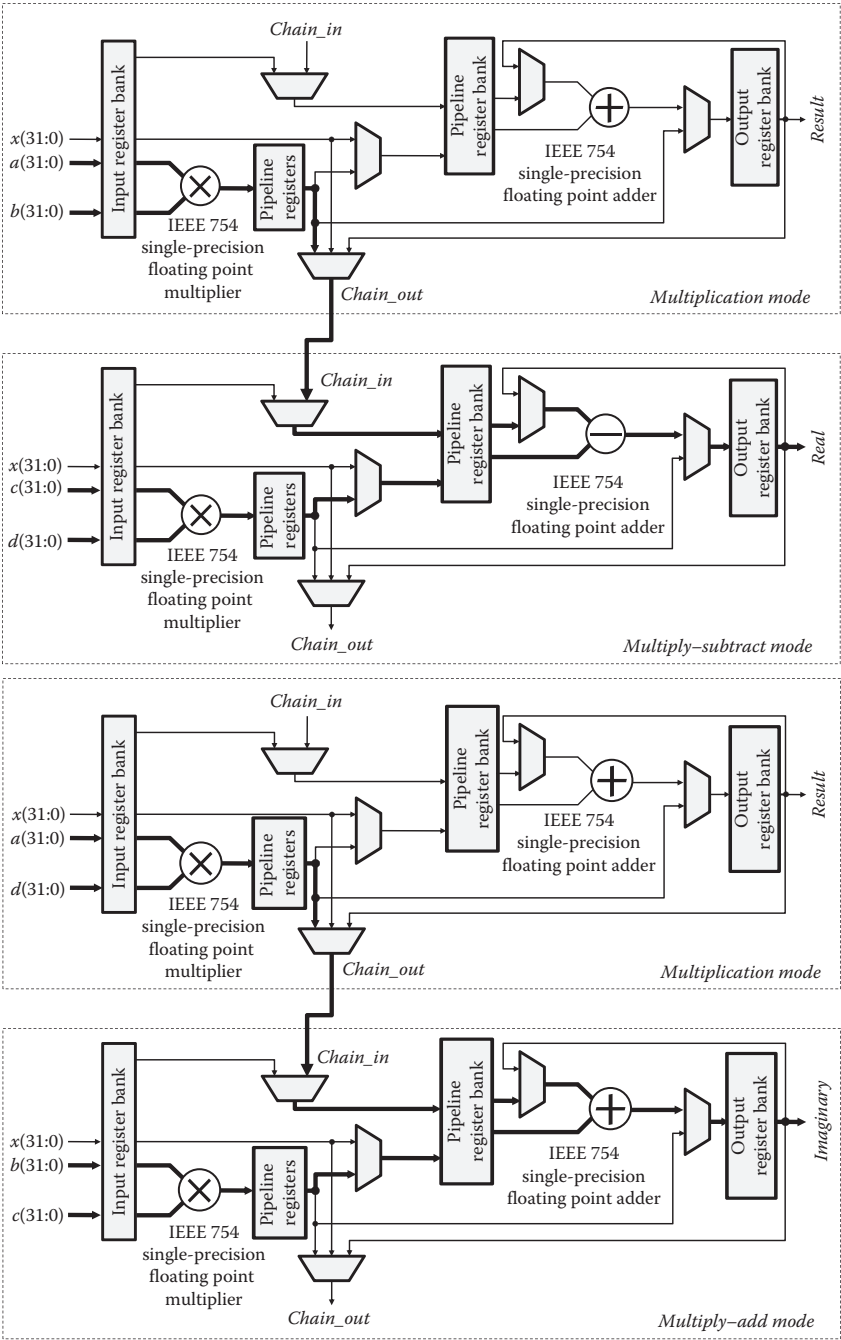 Chain_in
Input register bank
Pipeline
register bank
Output
register bank
Result
x(31:0)
a(31:0)
b(31:0)
Pipeline
registers
IEEE 754
single-precision
floating point
multiplier
IEEE 754
single-precision
floating point adder
Chain_out
Multiplication mode
Chain_in
Input register bank
Pipeline
register bank
Output
register bank
Real
x(31:0)
c(31:0)
d(31:0)
Pipeline
registers
IEEE 754
single-precision
floating point
multiplier
IEEE 754
single-precision
floating point adder
Chain_out
Multiply–subtract mode
Chain_in
Input register bank
Pipeline
register bank
Output
register bank
Result
x(31:0)
a(31:0)
d(31:0)
Pipeline
registers
IEEE 754
single-precision
floating point
multiplier
IEEE 754
single-precision
floating point adder
Chain_out
Multiplication mode
Chain_in
Input register bank
Pipeline
register bank
Output
register bank
Imaginary
x(31:0)
b(31:0)
c(31:0)
Pipeline
registers
IEEE 754
single-precision
floating point
multiplier
IEEE 754
single-precision
floating point adder
Chain_out
Multiply–add mode